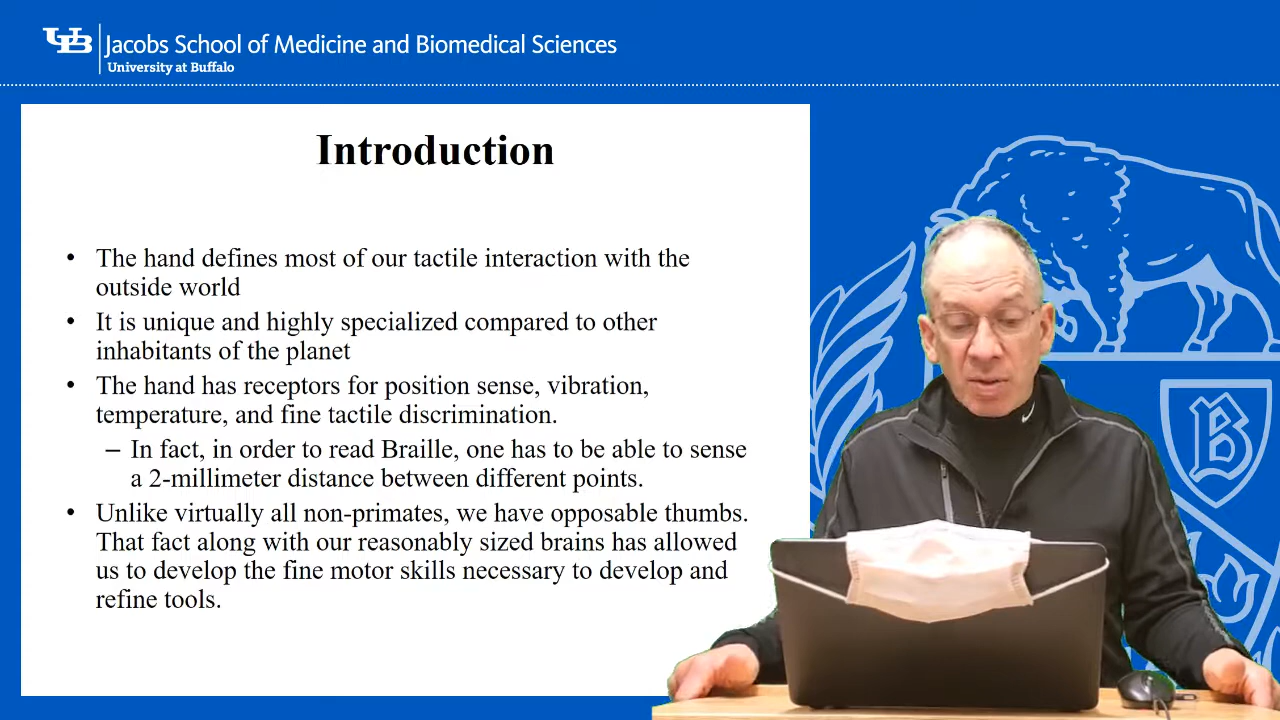 UB
Jacobs School of Medicine and Biomedical Sciences
University at Buffalo
Introduction
• The hand defines most of our tactile interaction with the
outside world
• It is unique and highly specialized compared to other
inhabitants of the planet
• The hand has receptors for position sense, vibration,
temperature, and fine tactile discrimination.
– In fact, in order to read Braille, one has to be able to sense
a 2-millimeter distance between different points.
• Unlike virtually all non-primates, we have opposable thumbs.
That fact along with our reasonably sized brains has allowed
us to develop the fine motor skills necessary to develop and
refine tools.
B